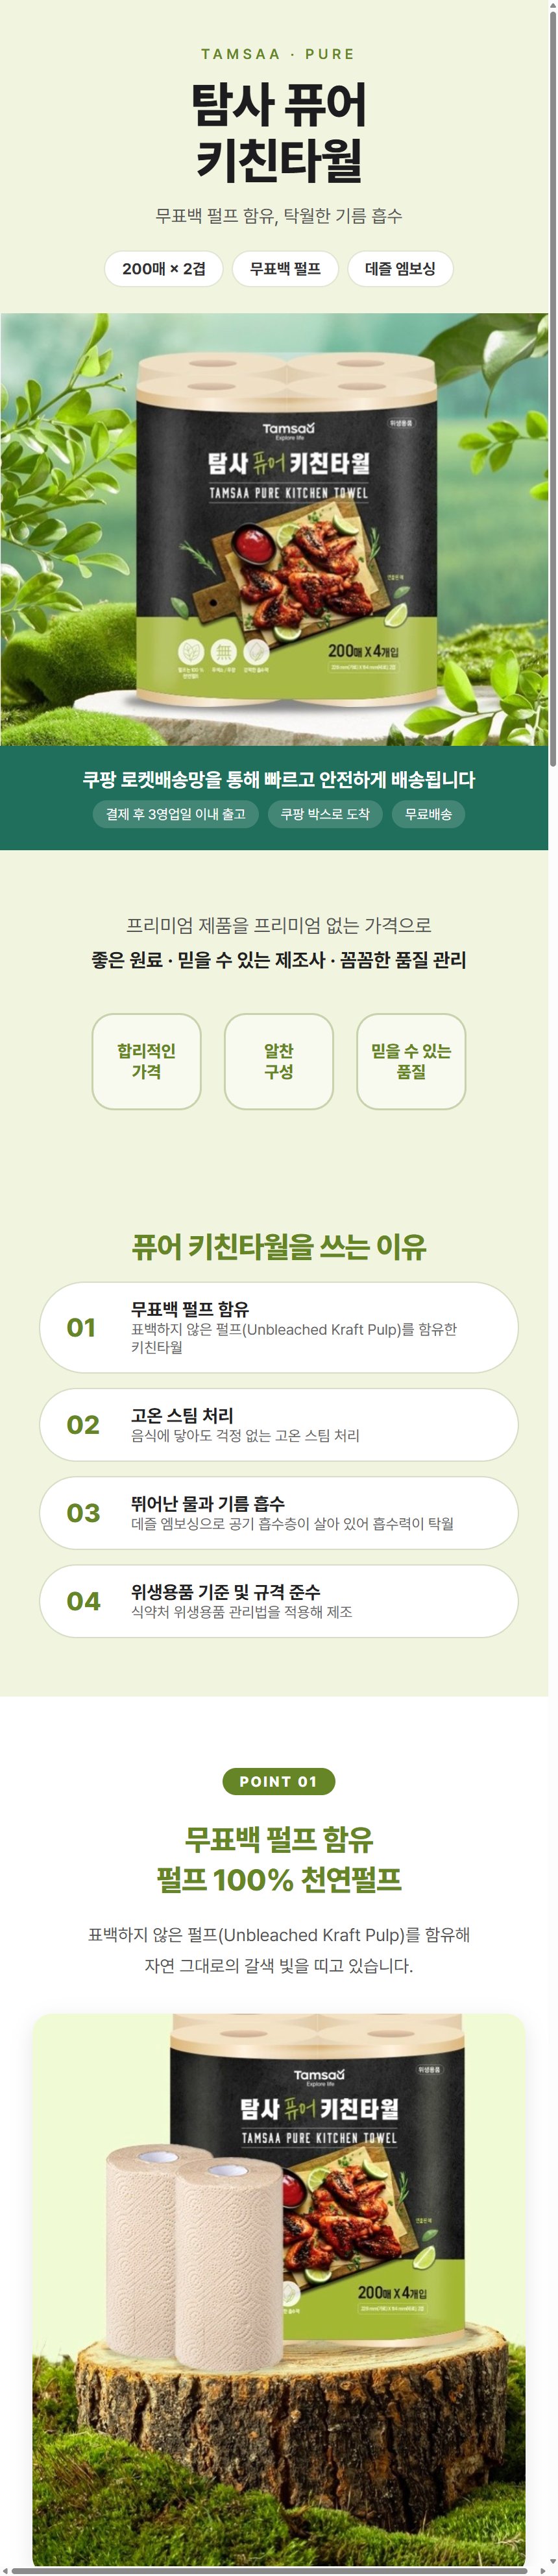 TAMSAA · PURE
탐사 퓨어
키친타월
무표백 펄프 함유, 탁월한 기름 흡수
200매 × 2겹
무표백 펄프
데즐 엠보싱
Tamsaa
Explore life
위생용품
탐사 퓨어 키친타월
TAMSAA PURE KITCHEN TOWEL
200매 X 4개입
쿠팡 로켓배송망을 통해 빠르고 안전하게 배송됩니다
결제 후 3영업일 이내 출고
쿠팡 박스로 도착
무료배송
프리미엄 제품을 프리미엄 없는 가격으로
좋은 원료 · 믿을 수 있는 제조사 · 꼼꼼한 품질 관리
합리적인
가격
알찬
구성
믿을 수 있는
품질
퓨어 키친타월을 쓰는 이유
01
무표백 펄프 함유
표백하지 않은 펄프(Unbleached Kraft Pulp)를 함유한
키친타월
02
고온 스팀 처리
음식에 닿아도 걱정 없는 고온 스팀 처리
03
뛰어난 물과 기름 흡수
데즐 엠보싱으로 공기 흡수층이 살아 있어 흡수력이 탁월
04
위생용품 기준 및 규격 준수
식약처 위생용품 관리법을 적용해 제조
POINT 01
무표백 펄프 함유
펄프 100% 천연펄프
표백하지 않은 펄프(Unbleached Kraft Pulp)를 함유해
자연 그대로의 갈색 빛을 띠고 있습니다.
Tamsaa
Explore life
위생용품
탐사 퓨어 키친타월
TAMSAA PURE KITCHEN TOWEL
200매 X 4개입